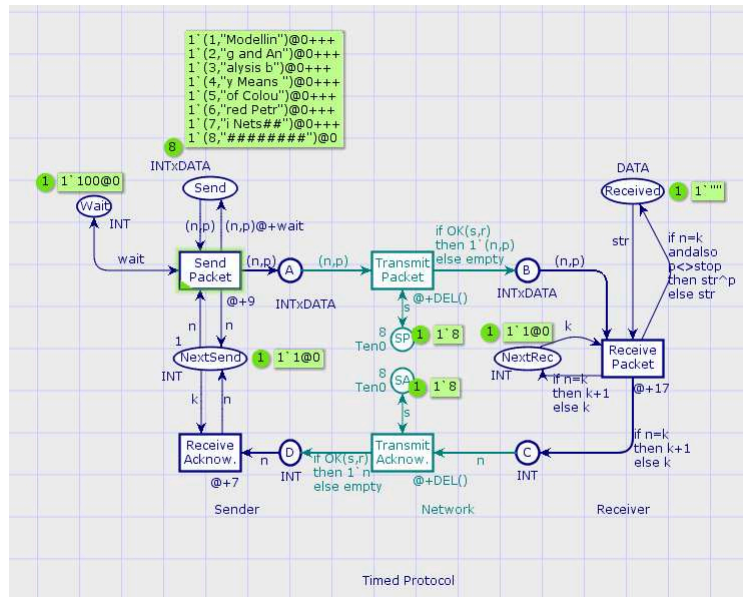 1`(1,"Modellin")@0+++
1`(2,"g and An")@0+++
1`(3,"alysis b")@0+++
1`(4,"y Means ")@0+++
1`(5,"of Colou")@0+++
1`(6,"red Petr")@0+++
1`(7,"i Nets##")@0+++
1`(8,"########")@0
8
INTxDATA
Send
1
1`100@0
Wait
INT
DATA
Received
1
1`""
(n,p)
(n,p)@+wait
wait
Send
Packet
@+9
(n,p)
A
INTxDATA
(n,p)
Transmit
Packet
@+DEL()
if OK(s,r)
then 1`(n,p)
else empty
B
INTxDATA
(n,p)
str
if n=k
andalso
p<>stop
then str^p
else str
n
n
1
NextSend
INT
1
1`1@0
s
8
Ten0
SP
1
1`8
8
Ten0
SA
1
1`8
s
1
1`1@0
k
NextRec
INT
if n=k
then k+1
else k
Receive
Packet
@+17
k
n
Receive
Acknow.
@+7
n
D
INT
if OK(s,r)
then 1`n
else empty
Transmit
Acknow.
@+DEL()
n
C
INT
if n=k
then k+1
else k
Sender
Network
Receiver
Timed Protocol